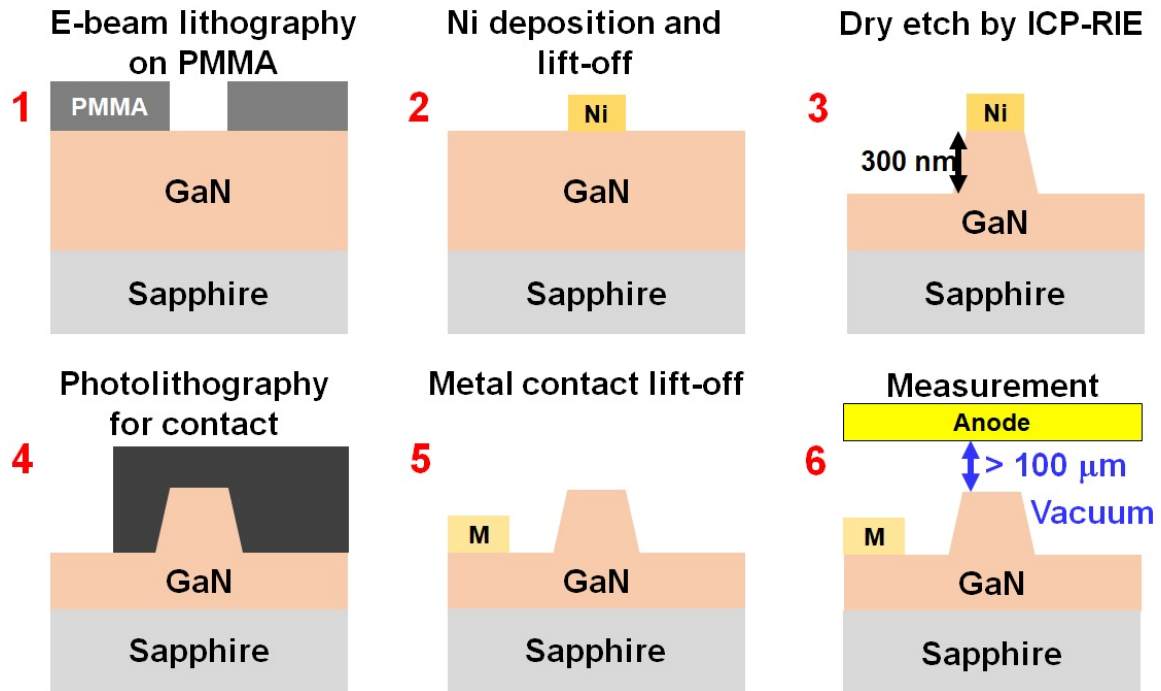 E-beam lithography
on PMMA
1
PMMA
GaN
Sapphire
Ni deposition and
lift-off
2
Ni
GaN
Sapphire
Dry etch by ICP-RIE
3
Ni
300 nm
GaN
Sapphire
Photolithography
for contact
4
GaN
Sapphire
Metal contact lift-off
5
M
GaN
Sapphire
Measurement
Anode
6
> 100 μm
Vacuum
M
GaN
Sapphire